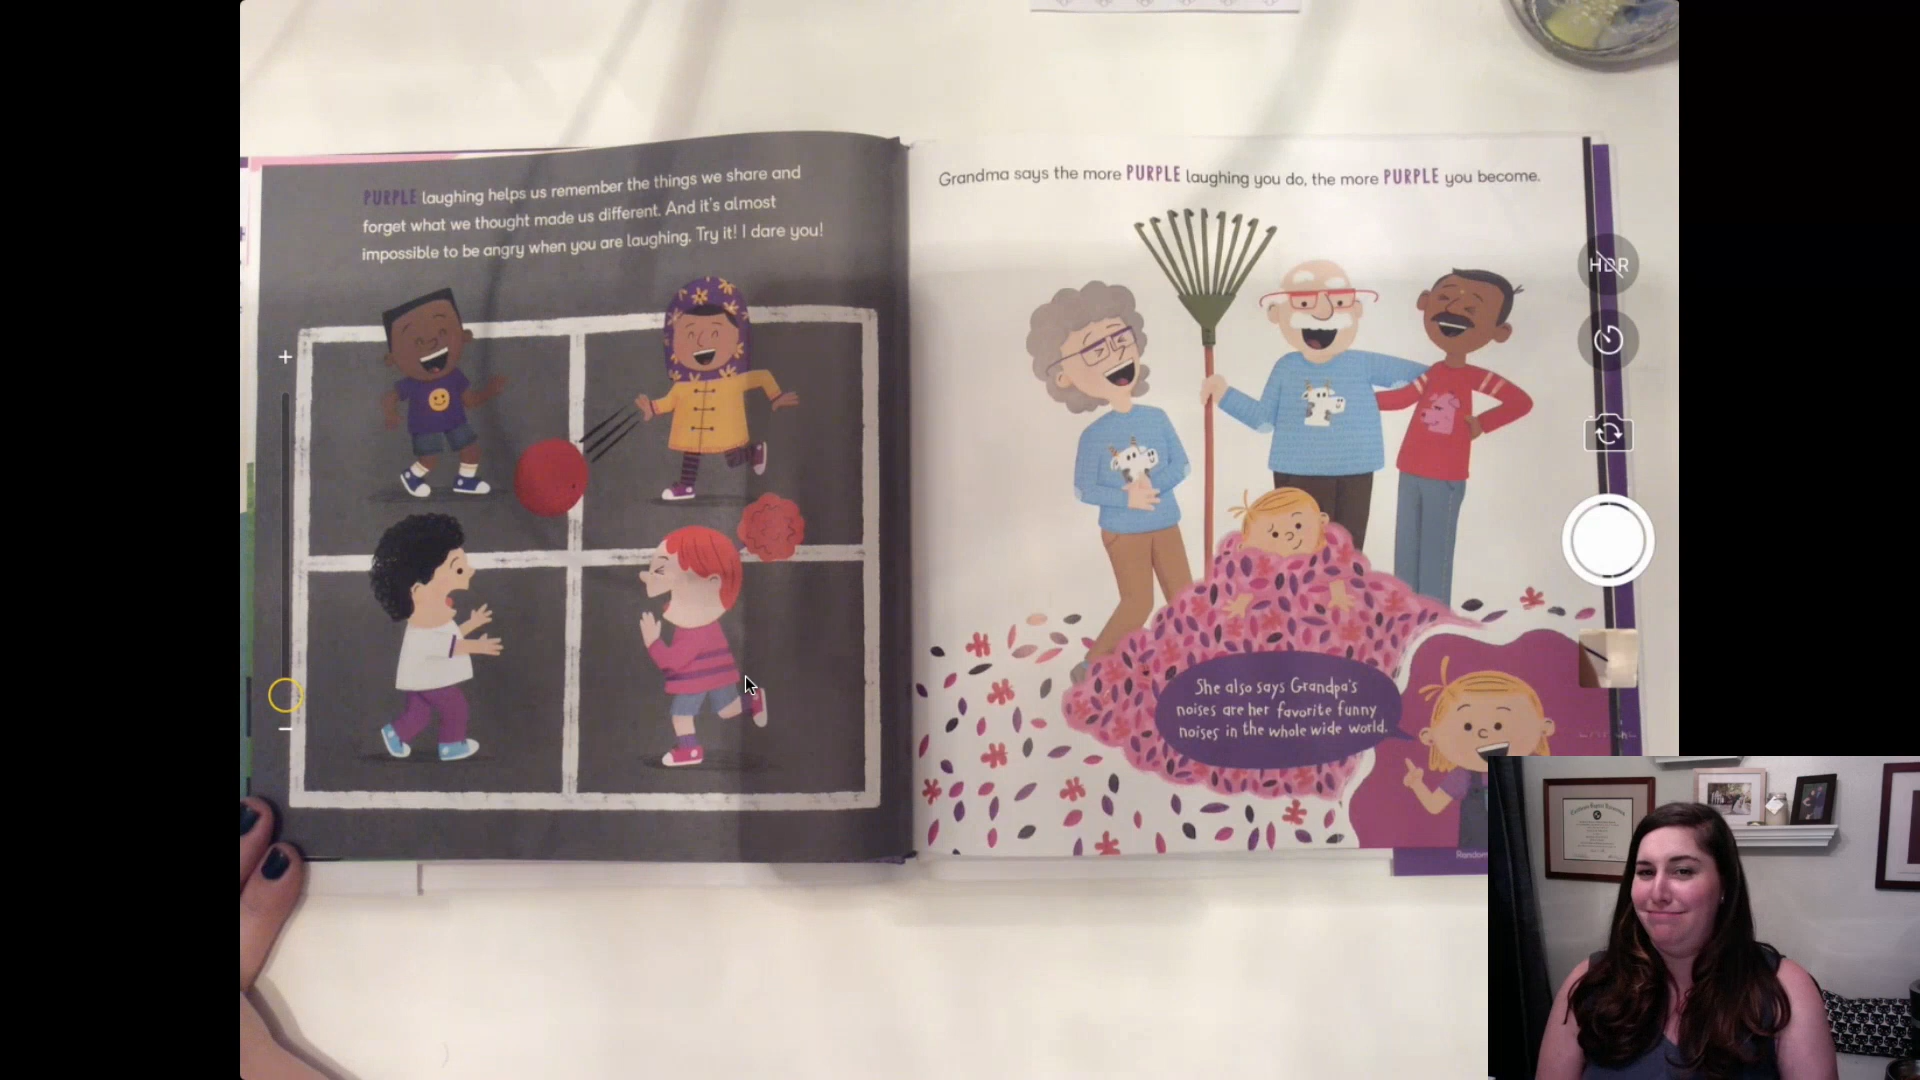 PURPLE laughing helps us remember the things we share and
forget what we thought made us different. And it's almost
impossible to be angry when you are laughing. Try it! I dare you!
Grandma says the more PURPLE laughing you do, the more PURPLE you become.
She also says Grandpa's
noises are her favorite funny
noises in the whole wide world.
HDR
Random